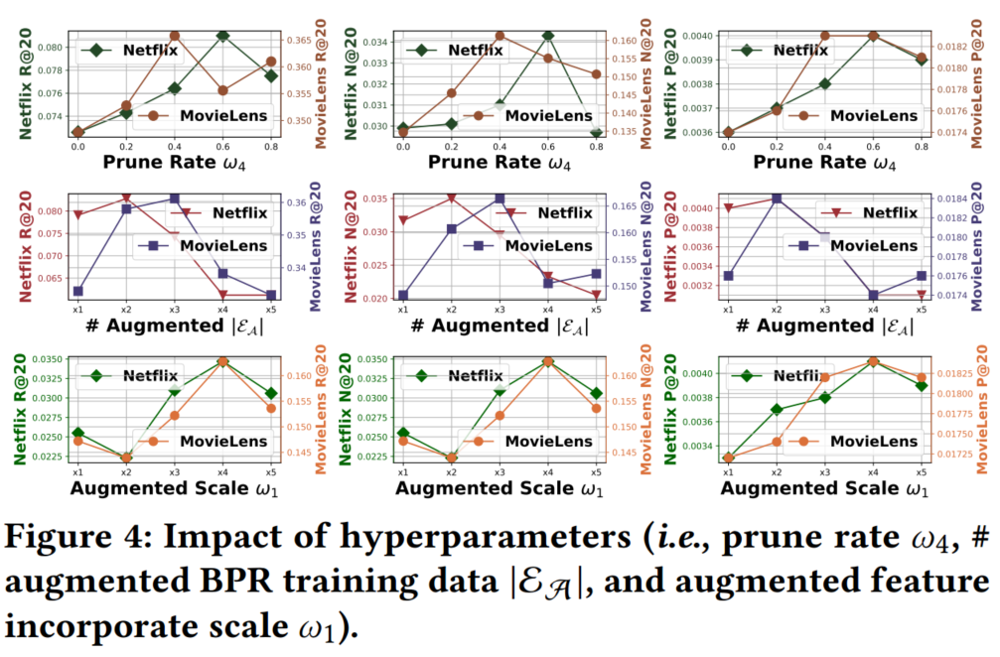 Netflix R@20
0.080
0.078
0.076
0.074
Netflix
MovieLens
0.365
0.360
0.355
0.350
MovieLens R@20
0.0 0.2 0.4 0.6 0.8
Prune Rate ω4
Netflix N@20
0.034
0.033
0.031
0.030
Netflix
MovieLens
0.160
0.155
0.150
0.145
0.140
0.135
MovieLens N@20
0.0 0.2 0.4 0.6 0.8
Prune Rate ω4
Netflix P@20
0.0040
0.0039
0.0038
0.0037
0.0036
Netflix
MovieLens
0.0182
0.0180
0.0178
0.0176
0.0174
MovieLens P@20
0.0 0.2 0.4 0.6 0.8
Prune Rate ω4
Netflix R@20
0.080
0.075
0.070
0.065
Netflix
MovieLens
0.36
0.35
0.34
MovieLens R@20
x1 x2 x3 x4 x5
# Augmented |ℰ𝒜|
Netflix N@20
0.035
0.030
0.025
0.020
Netflix
MovieLens
0.165
0.160
0.155
0.150
MovieLens N@20
x1 x2 x3 x4 x5
# Augmented |ℰ𝒜|
Netflix P@20
0.0040
0.0038
0.0036
0.0034
0.0032
Netflix
MovieLens
0.0184
0.0182
0.0180
0.0178
0.0176
0.0174
MovieLens P@20
x1 x2 x3 x4 x5
# Augmented |ℰ𝒜|
Netflix R@20
0.0350
0.0325
0.0300
0.0275
0.0250
0.0225
Netflix
MovieLens
0.160
0.155
0.150
0.145
MovieLens R@20
x1 x2 x3 x4 x5
Augmented Scale ω1
Netflix N@20
0.0350
0.0325
0.0300
0.0275
0.0250
0.0225
Netflix
MovieLens
0.160
0.155
0.150
0.145
MovieLens N@20
x1 x2 x3 x4 x5
Augmented Scale ω1
Netflix P@20
0.0040
0.0038
0.0036
0.0034
Netflix
MovieLens
0.01825
0.01800
0.01775
0.01750
0.01725
MovieLens P@20
x1 x2 x3 x4 x5
Augmented Scale ω1
Figure 4: Impact of hyperparameters (i.e., prune rate ω4, #
augmented BPR training data |ℰ𝒜|, and augmented feature
incorporate scale ω1).